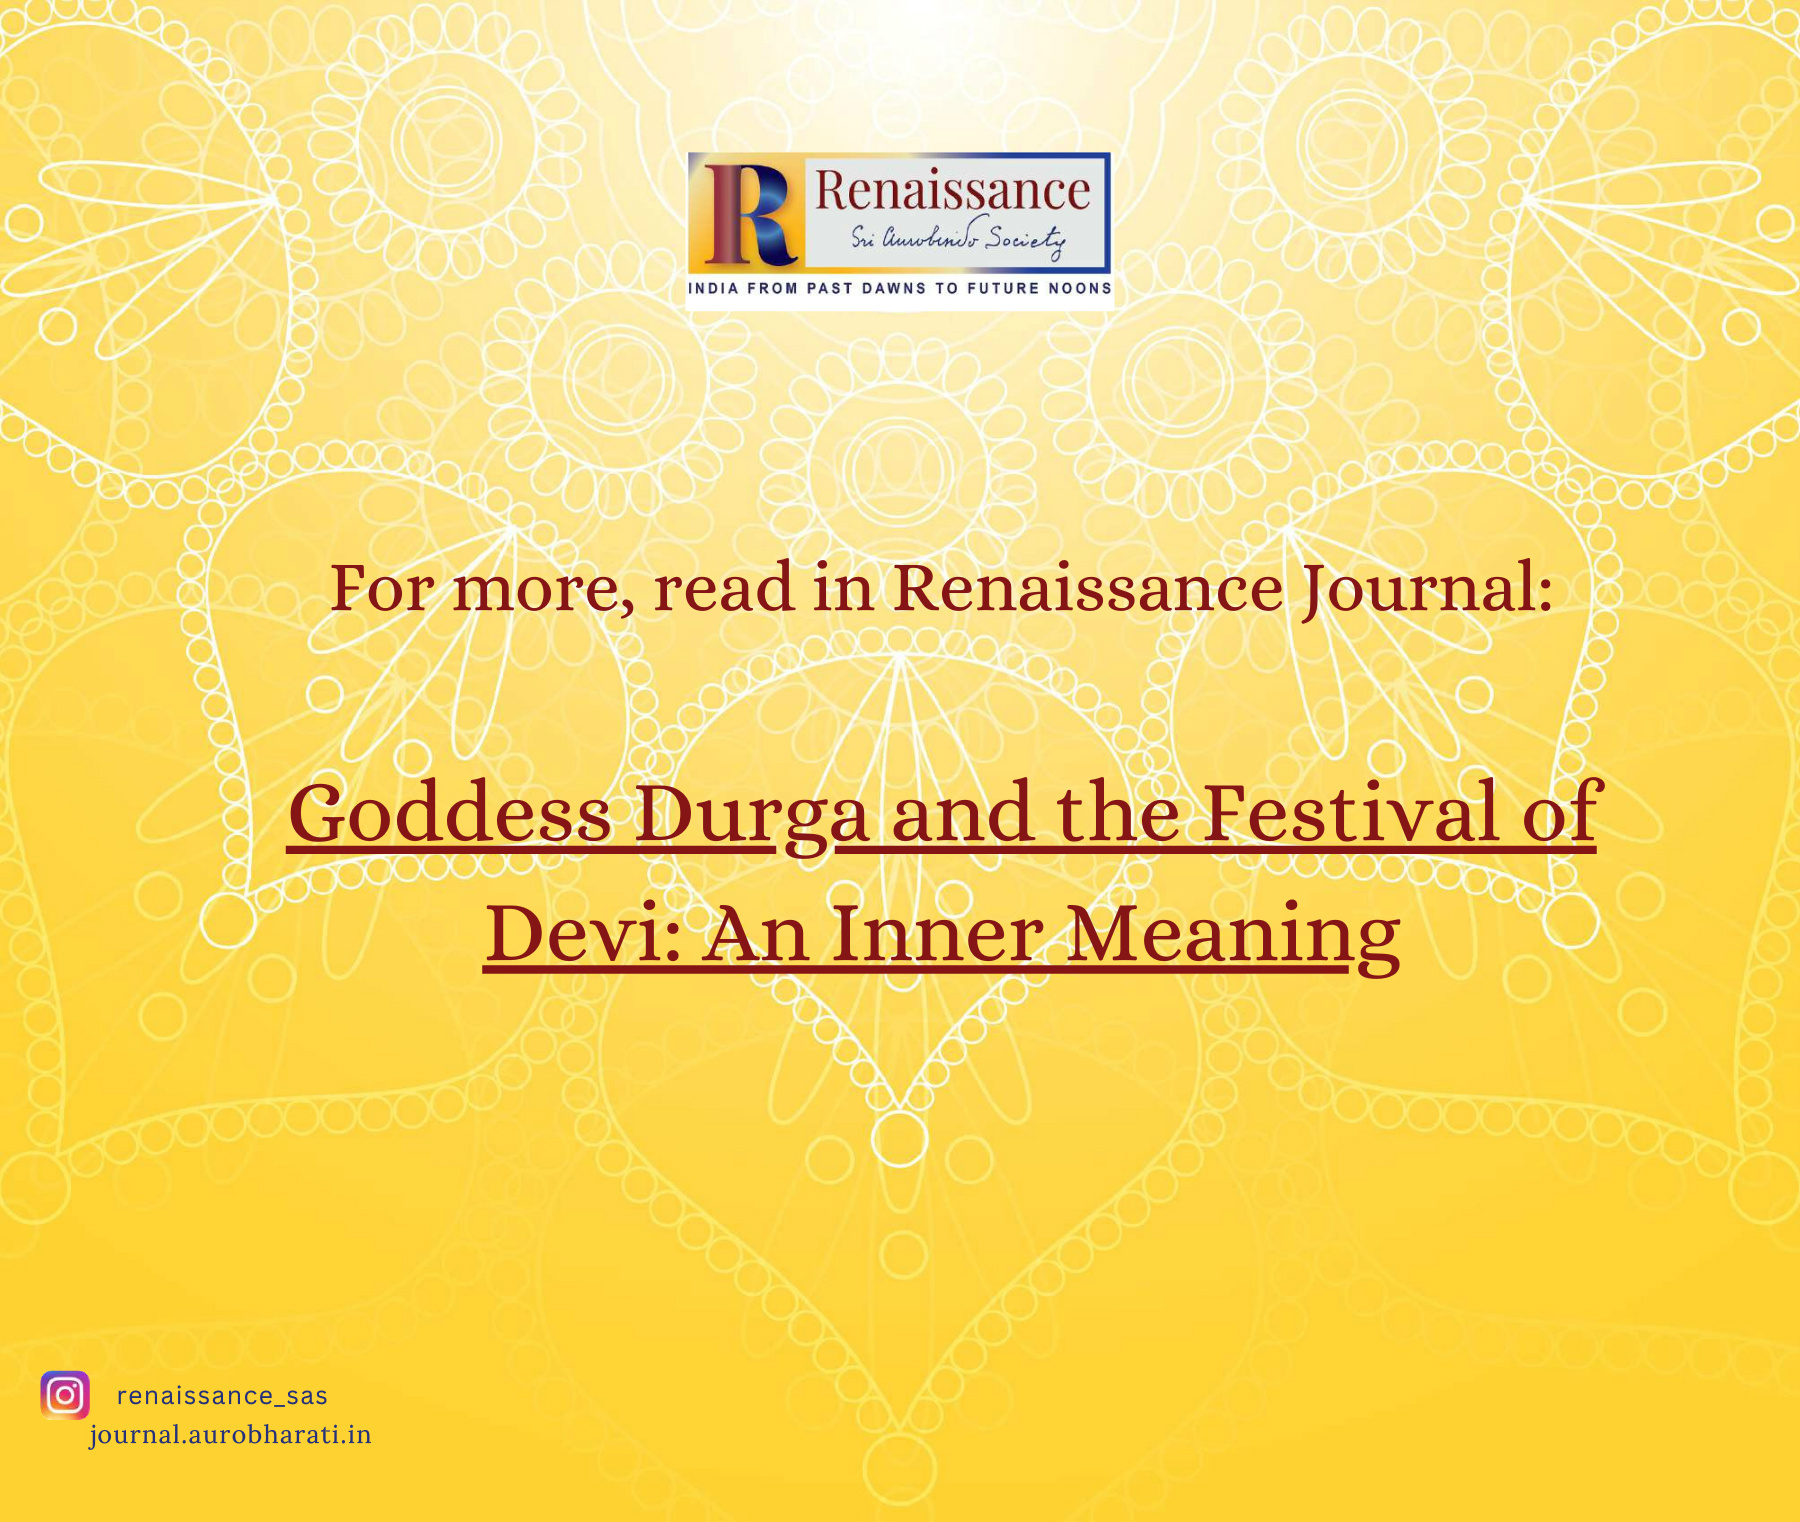 R Renaissance
Sri Aurobindo Society
INDIA FROM PAST DAWNS TO FUTURE NOONS
For more, read in Renaissance Journal:
Goddess Durga and the Festival of
Devi: An Inner Meaning
renaissance_sas
journal.aurobharati.in